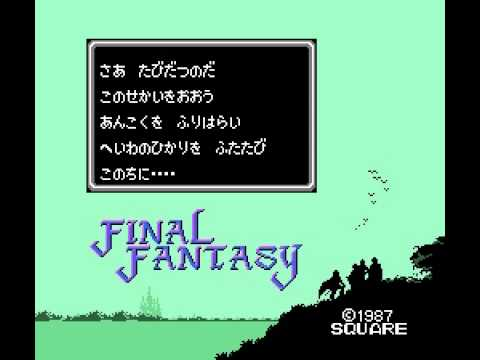 さあ　たびだつのだ
このせかいをおおう
あんこくを　ふりはらい
へいわのひかりを　ふたたび
このちに････
FINAL
FANTASY
©1987
SQUARE